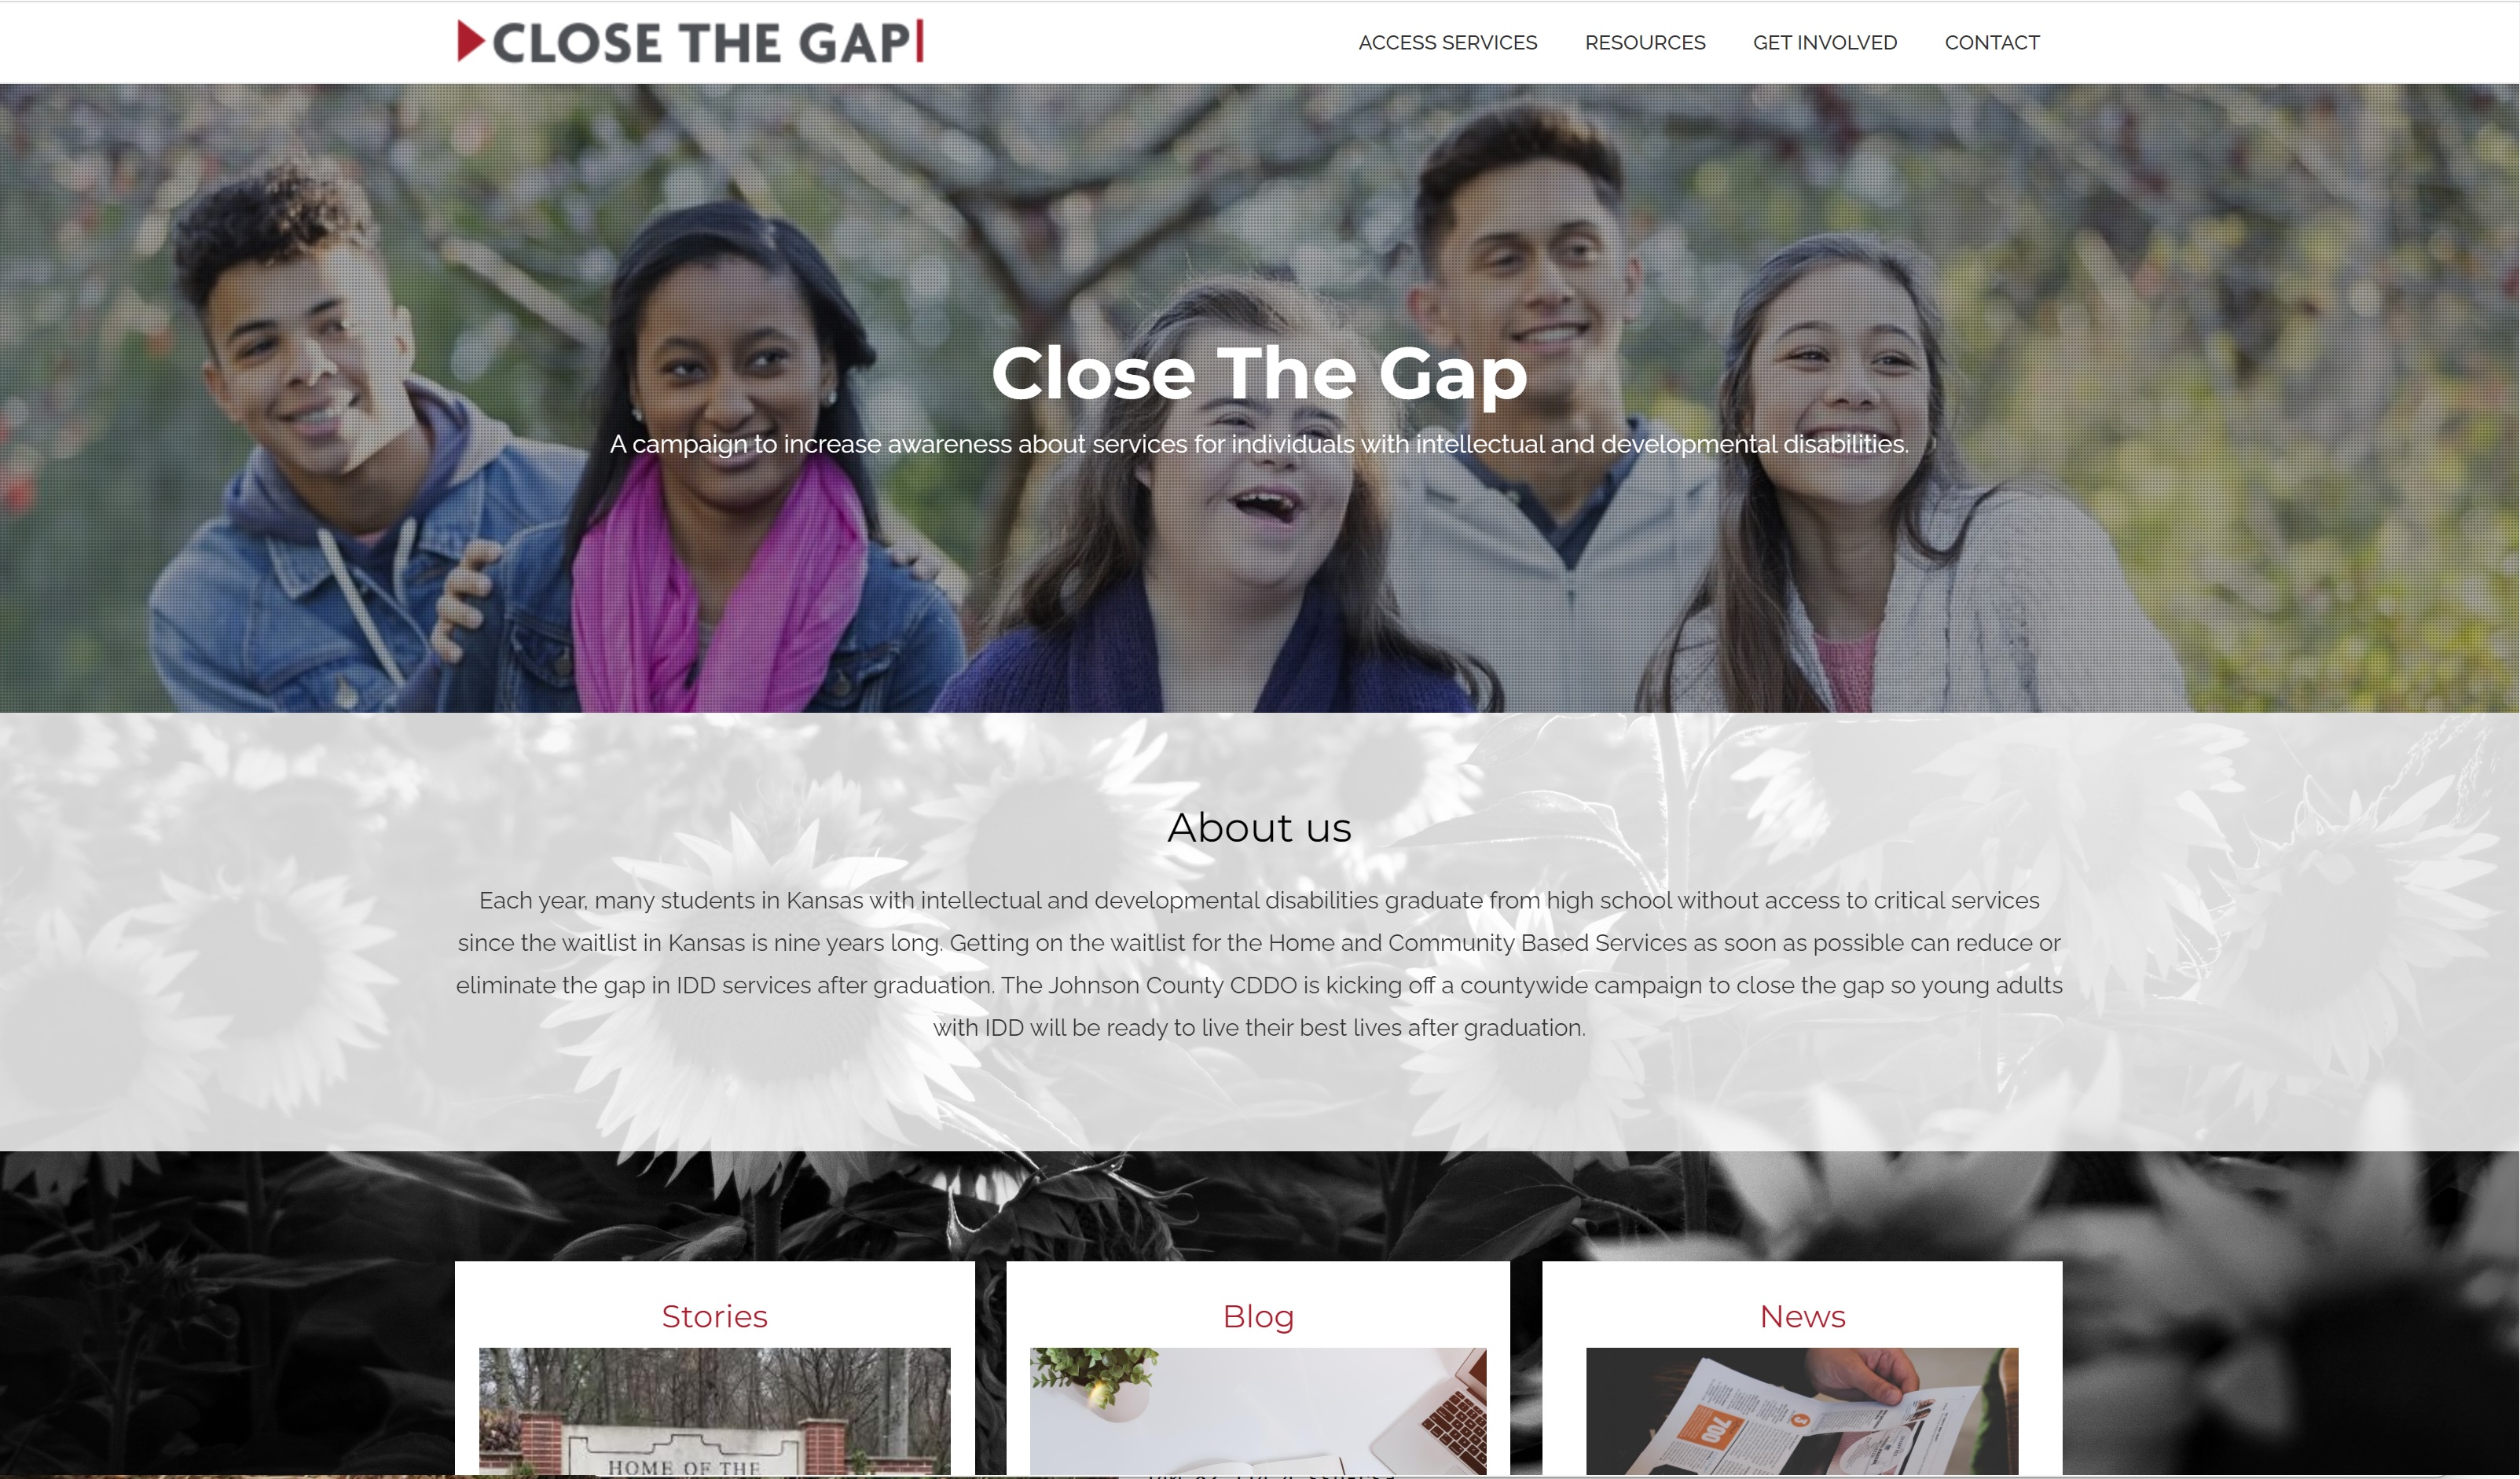 CLOSE THE GAP
ACCESS SERVICES
RESOURCES
GET INVOLVED
CONTACT
Close The Gap
A campaign to increase awareness about services for individuals with intellectual and developmental disabilities.
About us
Each year, many students in Kansas with intellectual and developmental disabilities graduate from high school without access to critical services
since the waitlist in Kansas is nine years long. Getting on the waitlist for the Home and Community Based Services as soon as possible can reduce or
eliminate the gap in IDD services after graduation. The Johnson County CDDO is kicking off a countywide campaign to close the gap so young adults
with IDD will be ready to live their best lives after graduation.
Stories
Blog
News
HOME OF THE
700